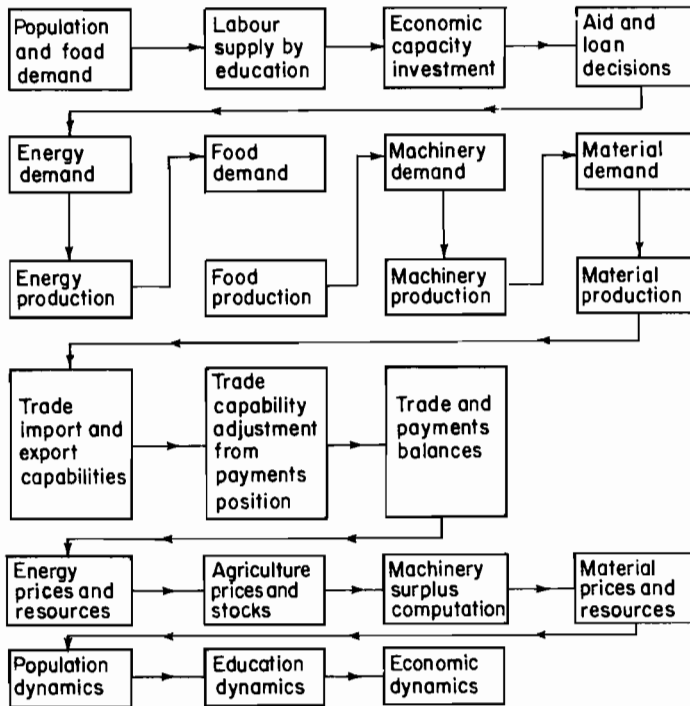 Population
and foad
demand
Labour
supply by
education
Economic
capacity
investment
Aid and
loan
decisions
Energy
demand
Food
demand
Machinery
demand
Material
demand
Energy
production
Food
production
Machinery
production
Material
production
Trade
import and
export
capabilities
Trade
capability
adjustment
from
payments
position
Trade and
payments
balances
Energy
prices and
resources
Agriculture
prices and
stocks
Machinery
surplus
computation
Material
prices and
resources
Population
dynamics
Education
dynamics
Economic
dynamics